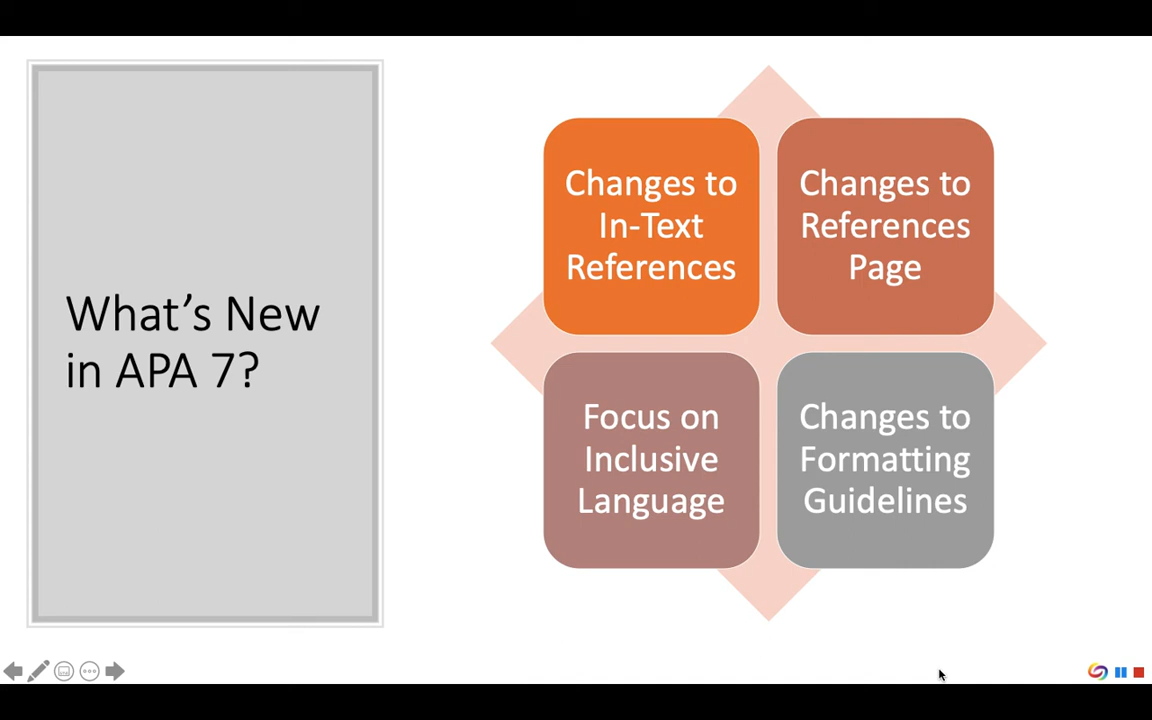 What's New
in APA 7?
Changes to
In-Text
References
Changes to
References
Page
Focus on
Inclusive
Language
Changes to
Formatting
Guidelines